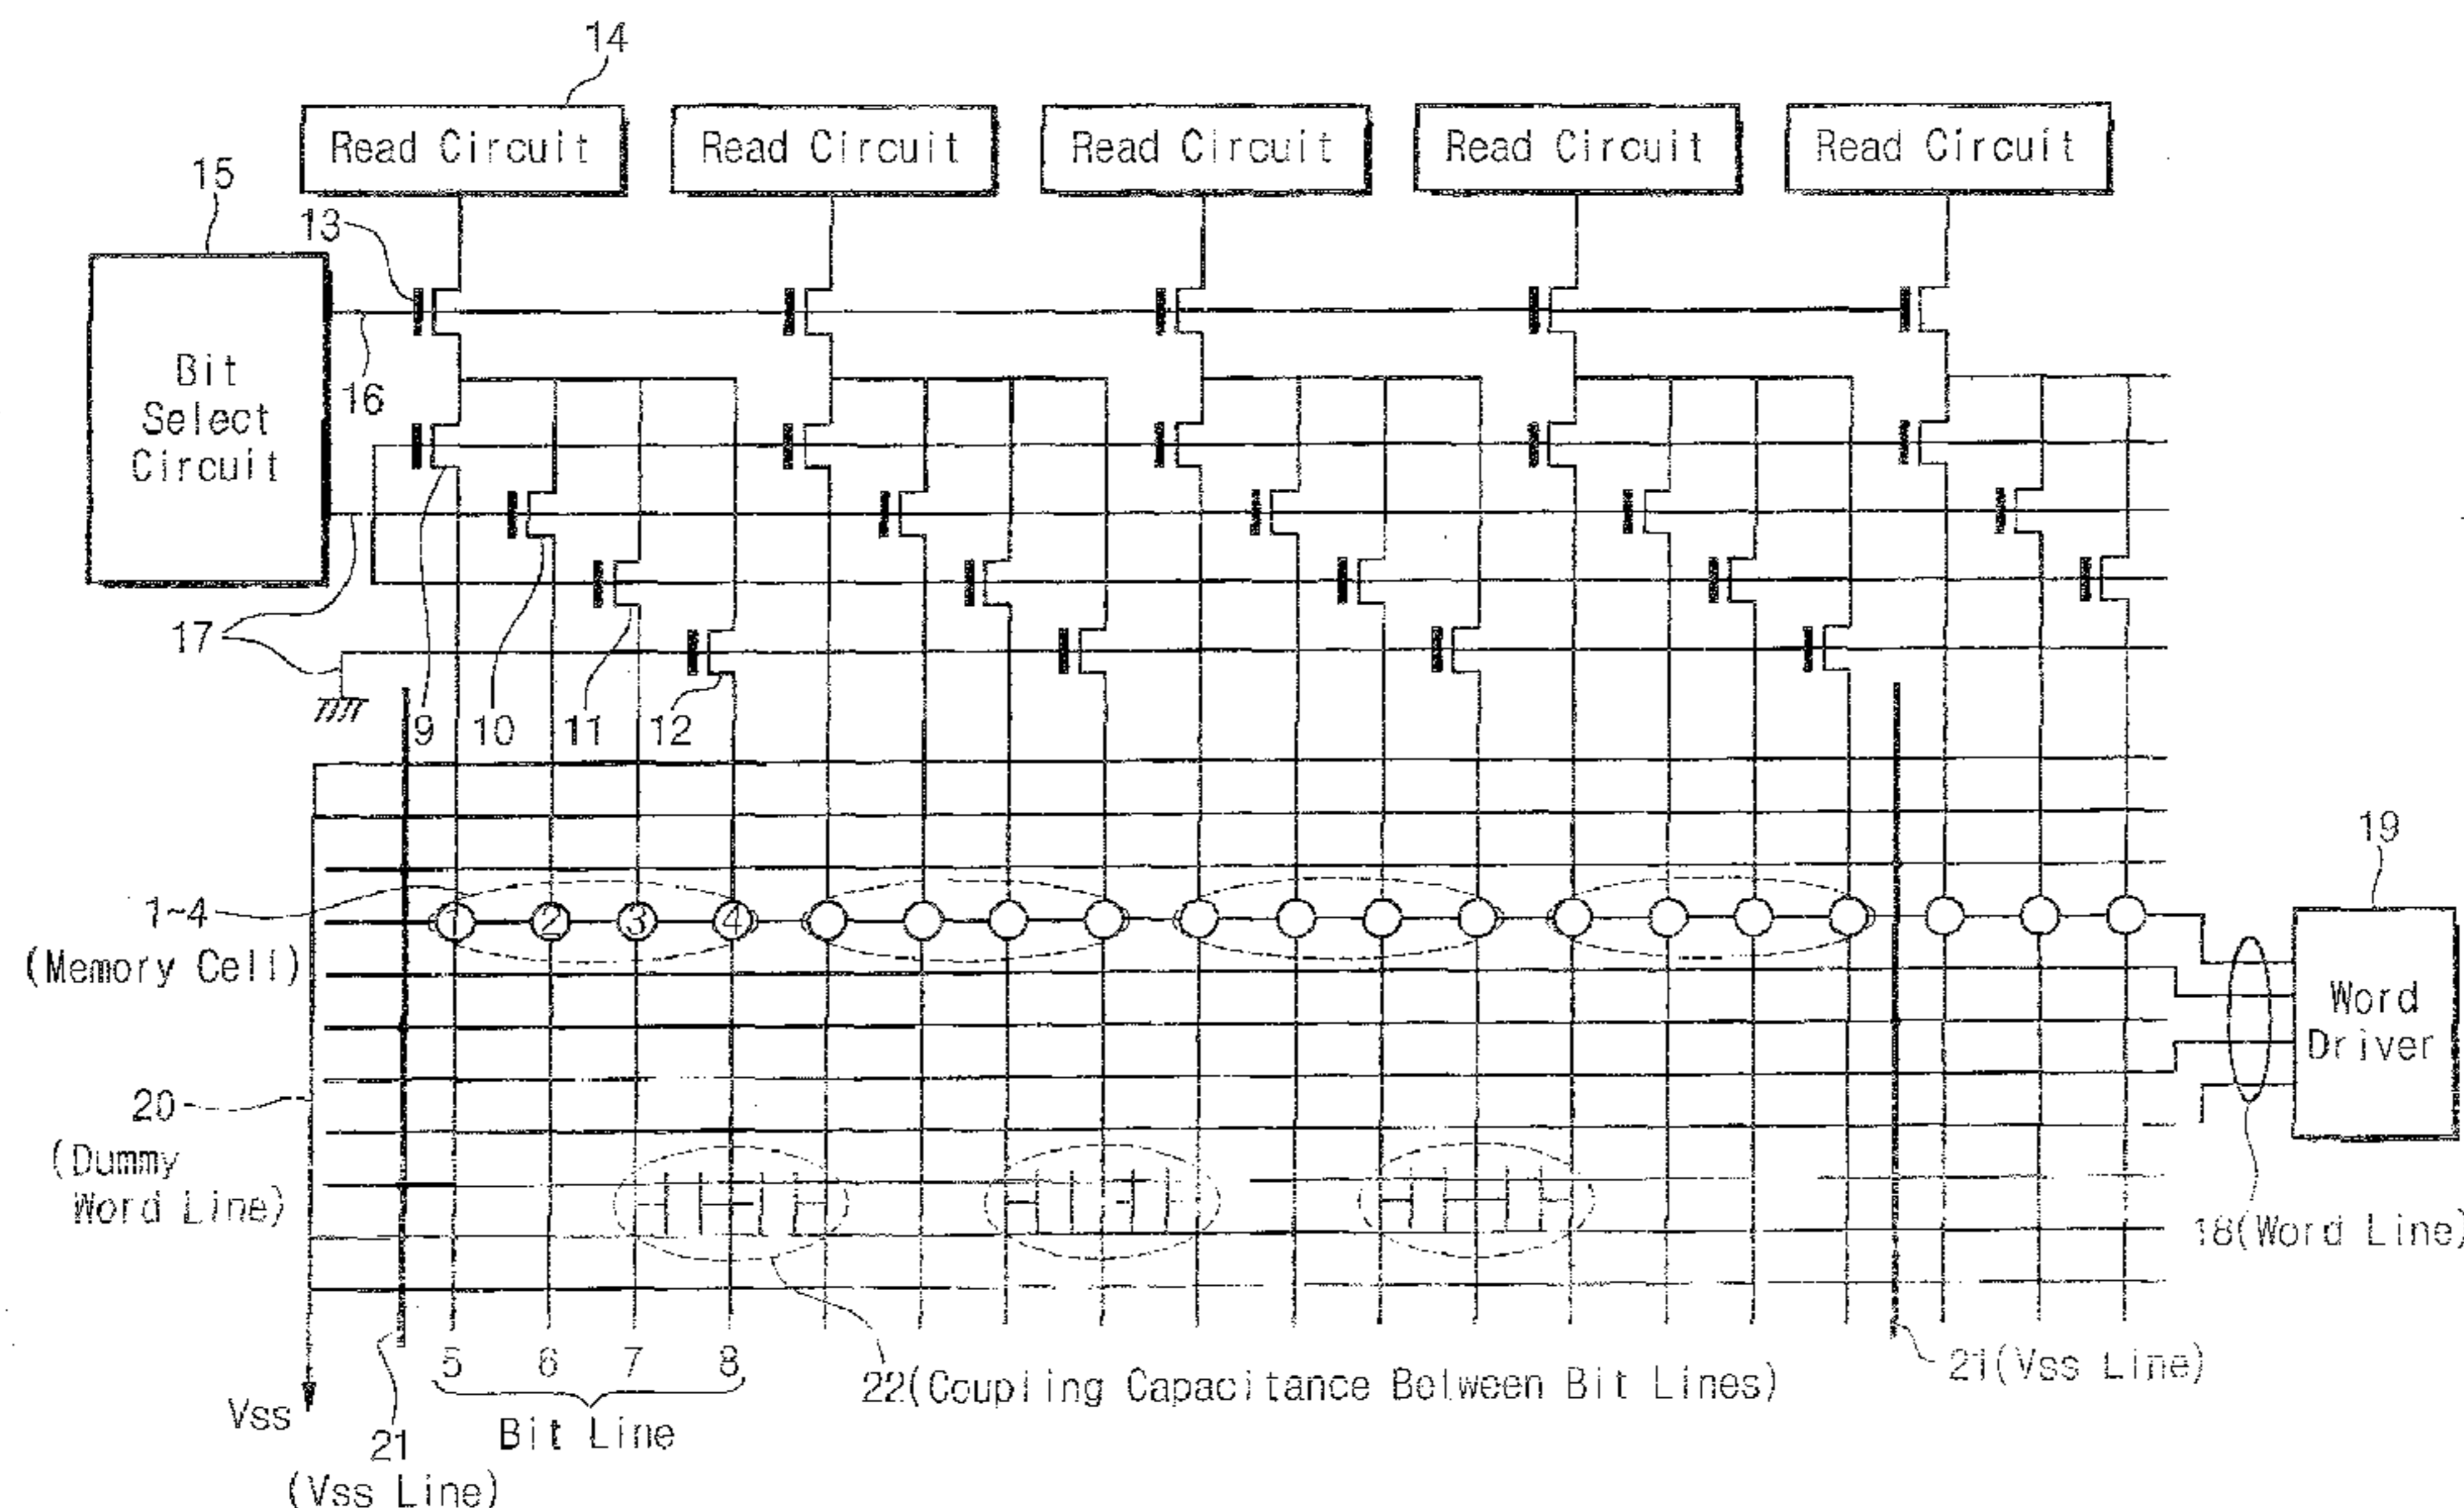 14
Read Circuit
Read Circuit
Read Circuit
Read Circuit
Read Circuit
15
13
Bit
Select
Circuit
16
17
9
10
11
12
19
1~4
(Memory Cell)
1
2
3
4
Word
Driver
20
(Dummy
Word Line)
18(Word Line)
5
6
7
8
22(Coupling Capacitance Between Bit Lines)
21(Vss Line)
Vss
Bit Line
21
(Vss Line)